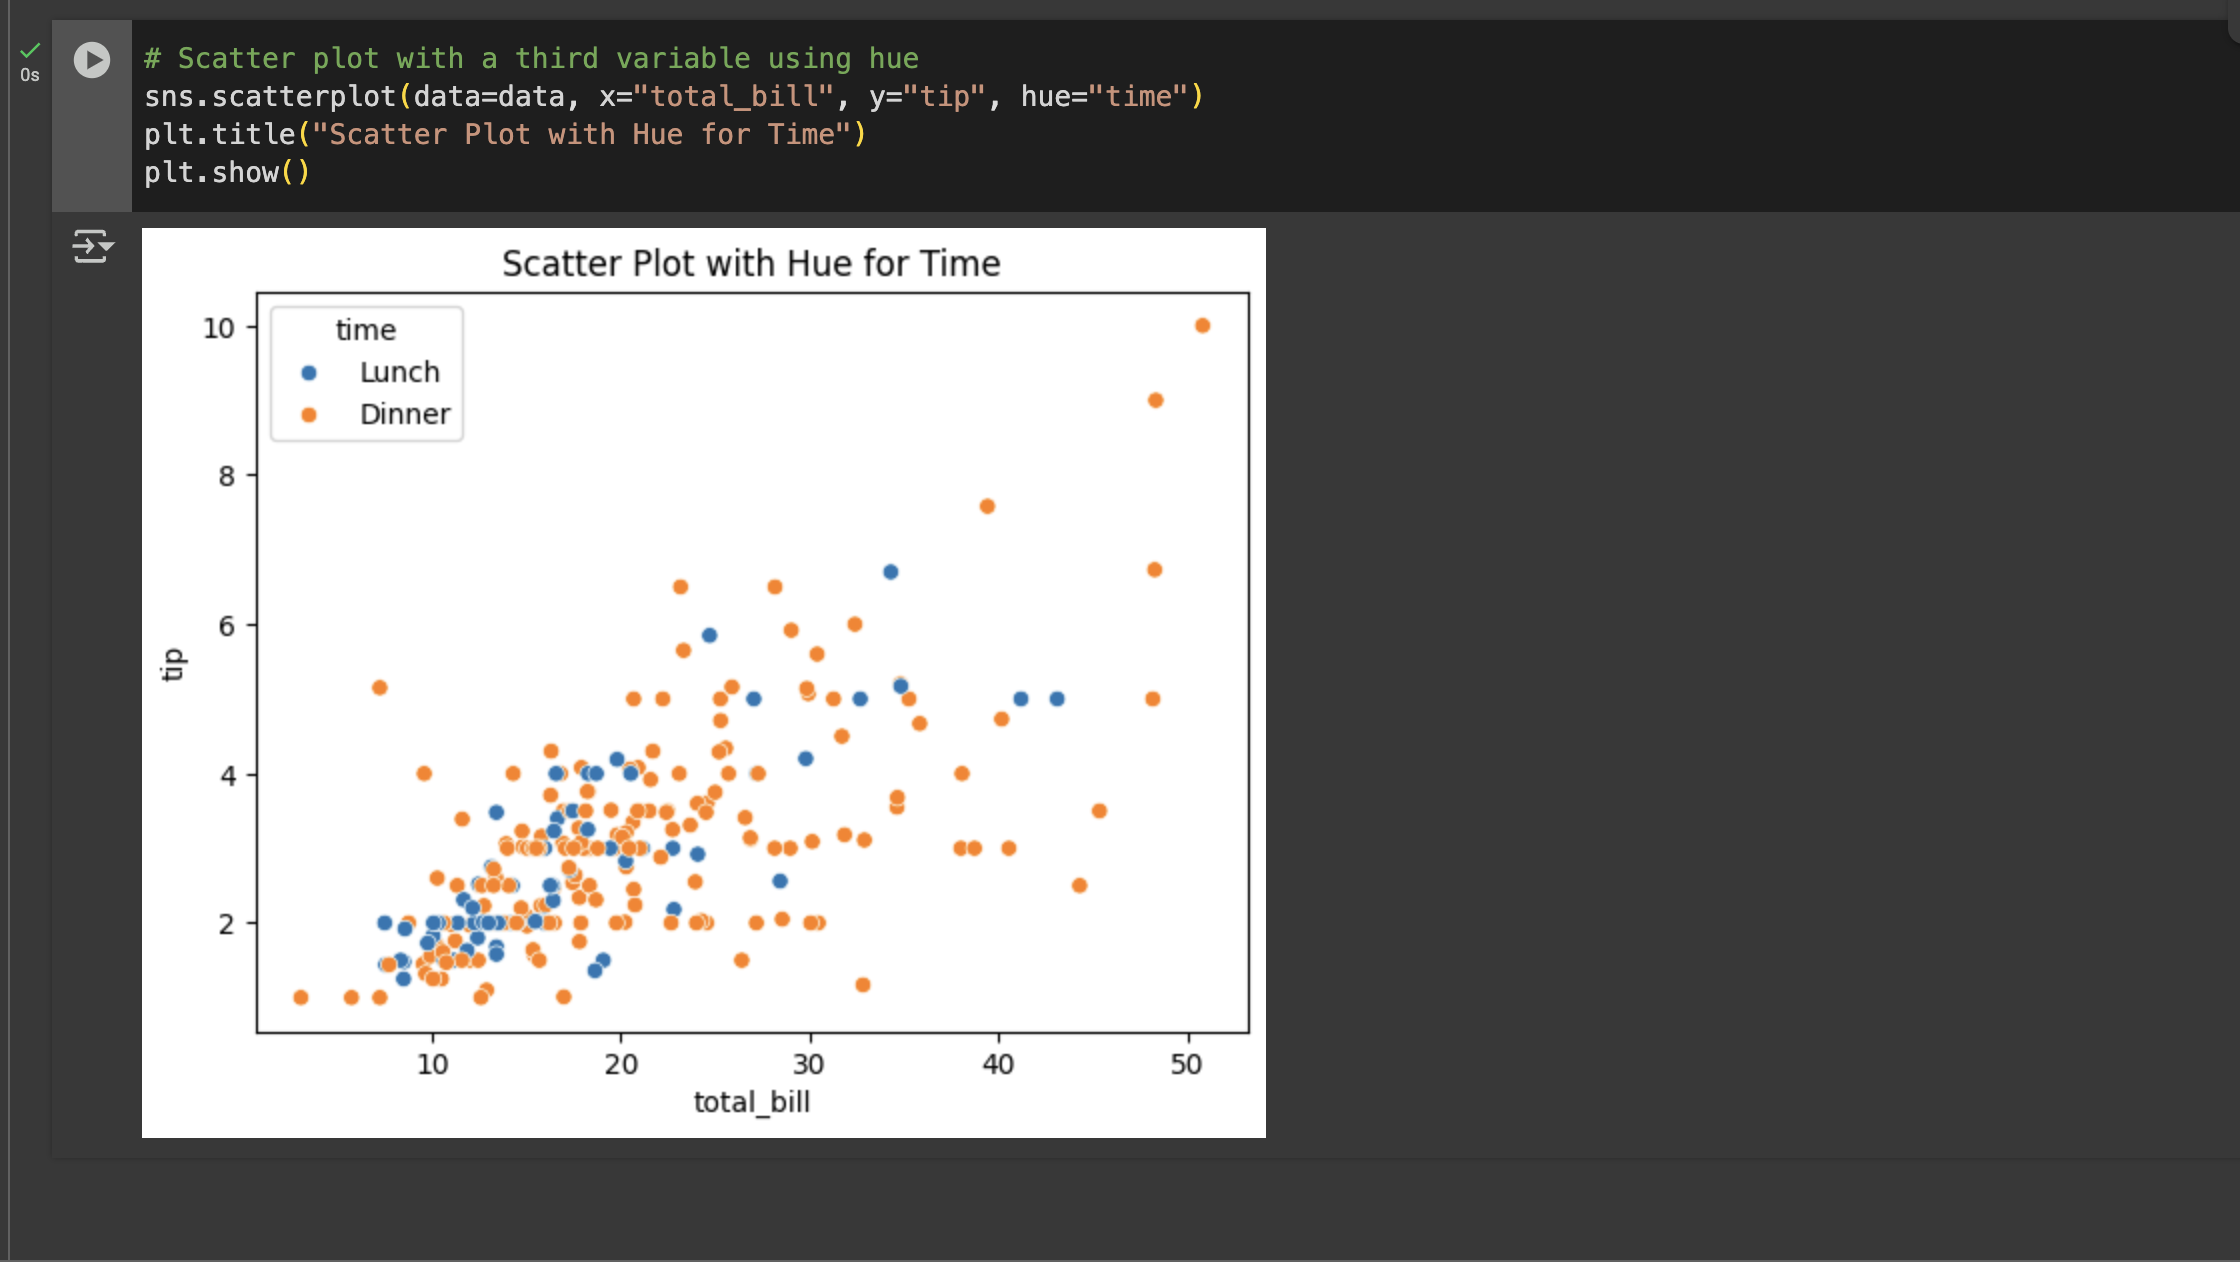 # Scatter plot with a third variable using hue
sns.scatterplot(data=data, x="total_bill", y="tip", hue="time")
plt.title("Scatter Plot with Hue for Time")
plt.show()
0s
Scatter Plot with Hue for Time
time
Lunch
Dinner
10
8
6
4
2
tip
10 20 30 40 50
total_bill